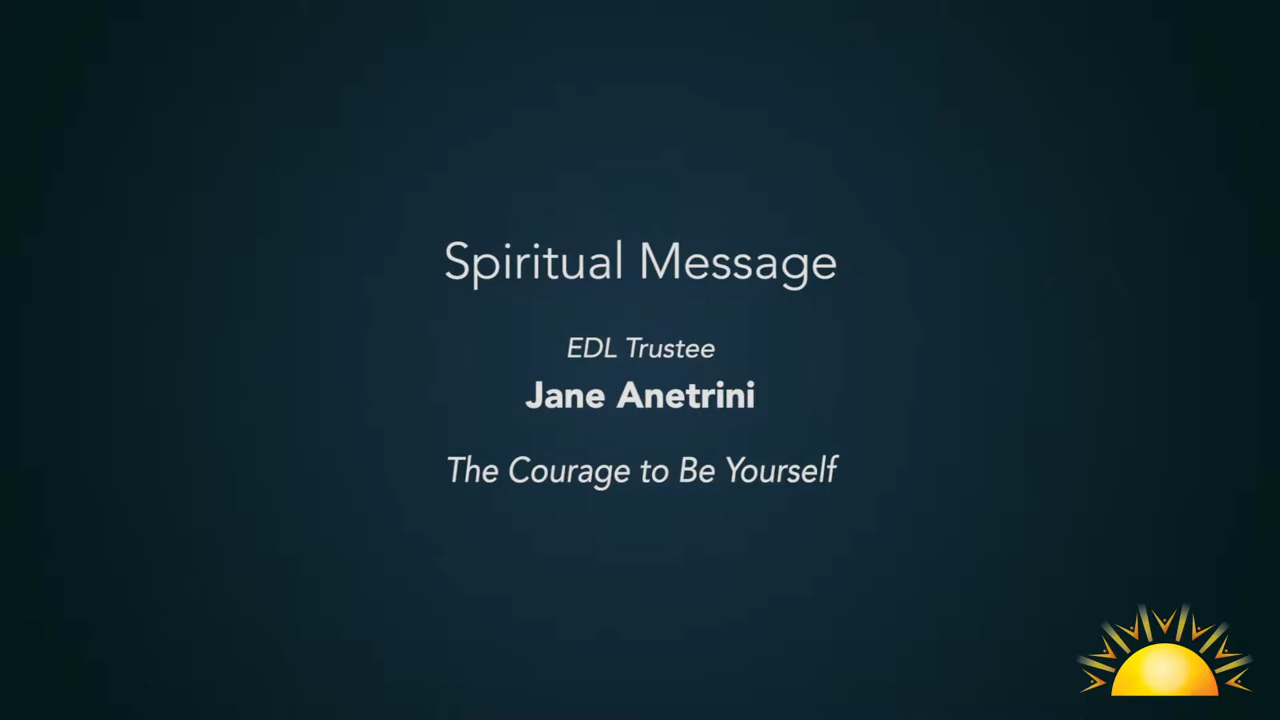 Spiritual Message
EDL Trustee
Jane Anetrini
The Courage to Be Yourself